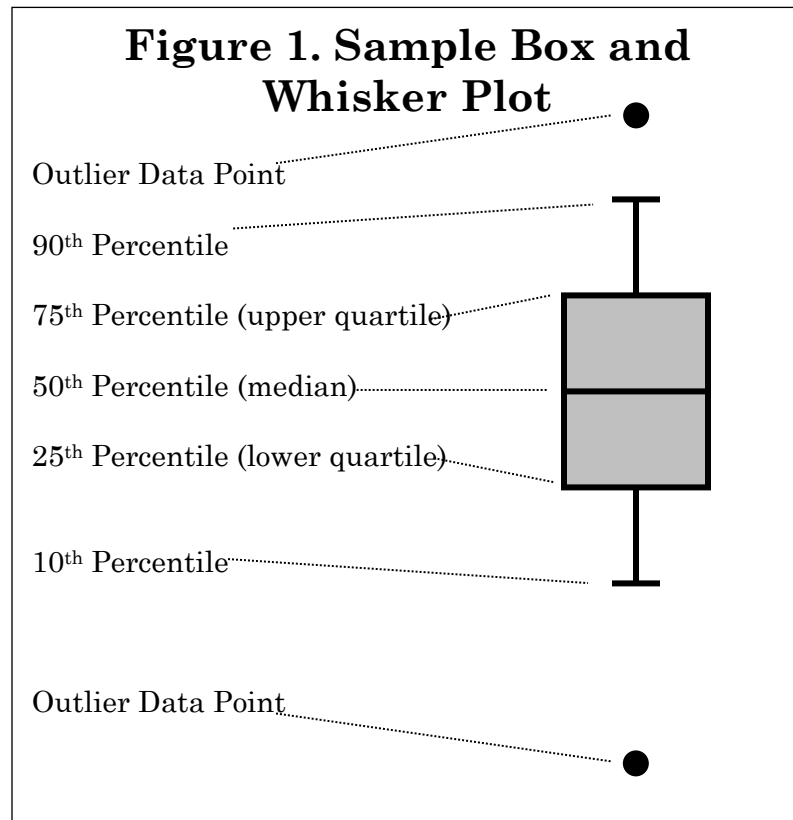 Figure 1. Sample Box and
Whisker Plot
Outlier Data Point
90th Percentile
75th Percentile (upper quartile)
50th Percentile (median)
25th Percentile (lower quartile)
10th Percentile
Outlier Data Point